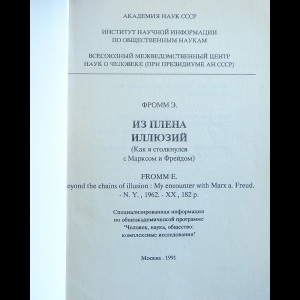 АКАДЕМИЯ НАУК СССР
ИНСТИТУТ НАУЧНОЙ ИНФОРМАЦИИ
ПО ОБЩЕСТВЕННЫМ НАУКАМ
ВСЕСОЮЗНЫЙ МЕЖВЕДОМСТВЕННЫЙ ЦЕНТР
НАУК О ЧЕЛОВЕКЕ (ПРИ ПРЕЗИДИУМЕ АН СССР)
ФРОММ Э.
ИЗ ПЛЕНА
ИЛЛЮЗИЙ
(Как я столкнулся
с Марксом и Фрейдом)
FROMM E.
eyond the chains of illusion : My encounter with Marx a. Freud.
- N. Y. , 1962. - XX , 182 p.
Специализированная информация
по общеакадемической программе
"Человек, наука, общество:
комплексные исследования"
Москва . 1991